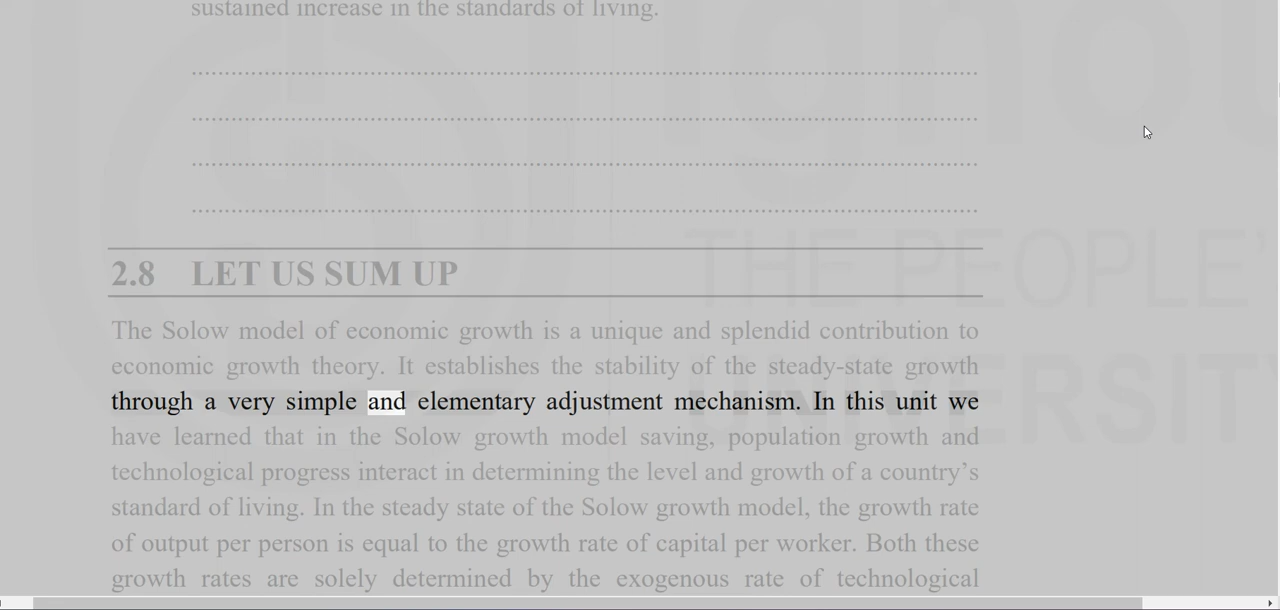 sustained increase in the standards of living.
................................................................................
................................................................................
................................................................................
................................................................................
2.8 LET US SUM UP
The Solow model of economic growth is a unique and splendid contribution to
economic growth theory. It establishes the stability of the steady-state growth
through a very simple and elementary adjustment mechanism. In this unit we
have learned that in the Solow growth model saving, population growth and
technological progress interact in determining the level and growth of a country’s
standard of living. In the steady state of the Solow growth model, the growth rate
of output per person is equal to the growth rate of capital per worker. Both these
growth rates are solely determined by the exogenous rate of technological
ignou
THE PEOPLE’
UNIVERSITY